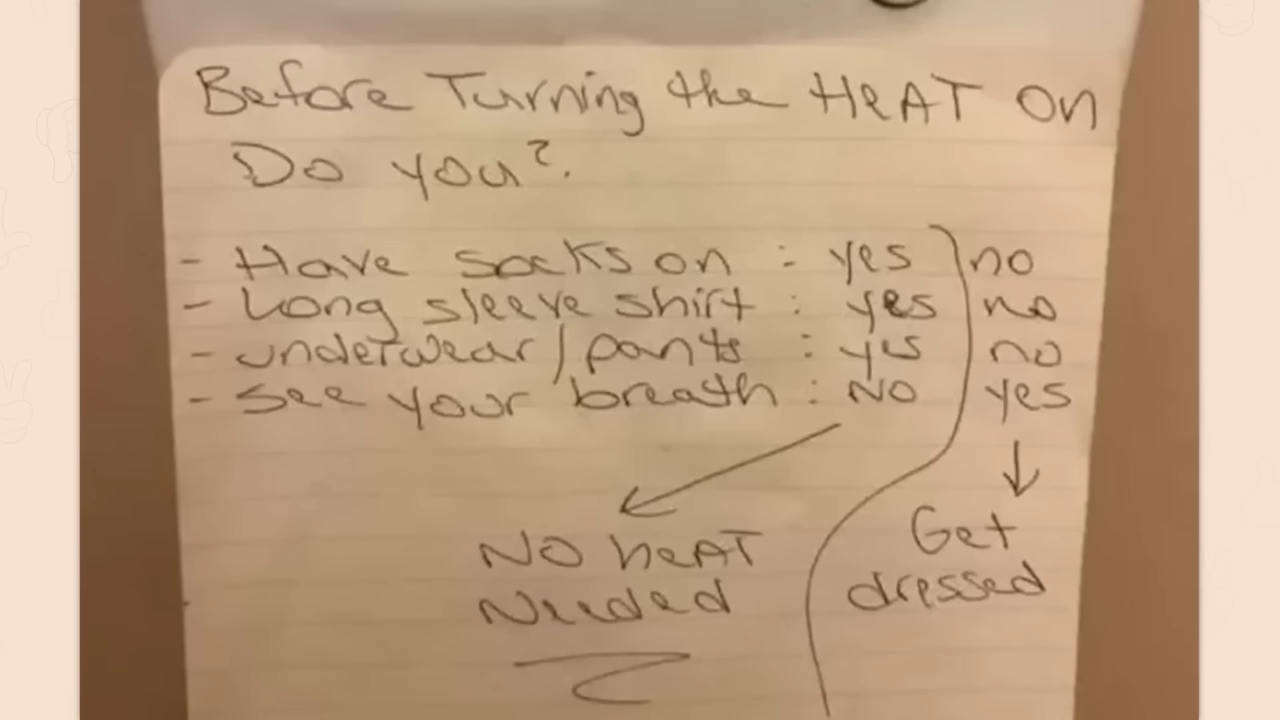 Before Turning the HEAT ON
Do you?
- Have socks on : yes no
- Long sleeve shirt : yes no
- underwear/pants : yes no
- see your breath : NO yes
NO heAT
Needed
Get
dressed